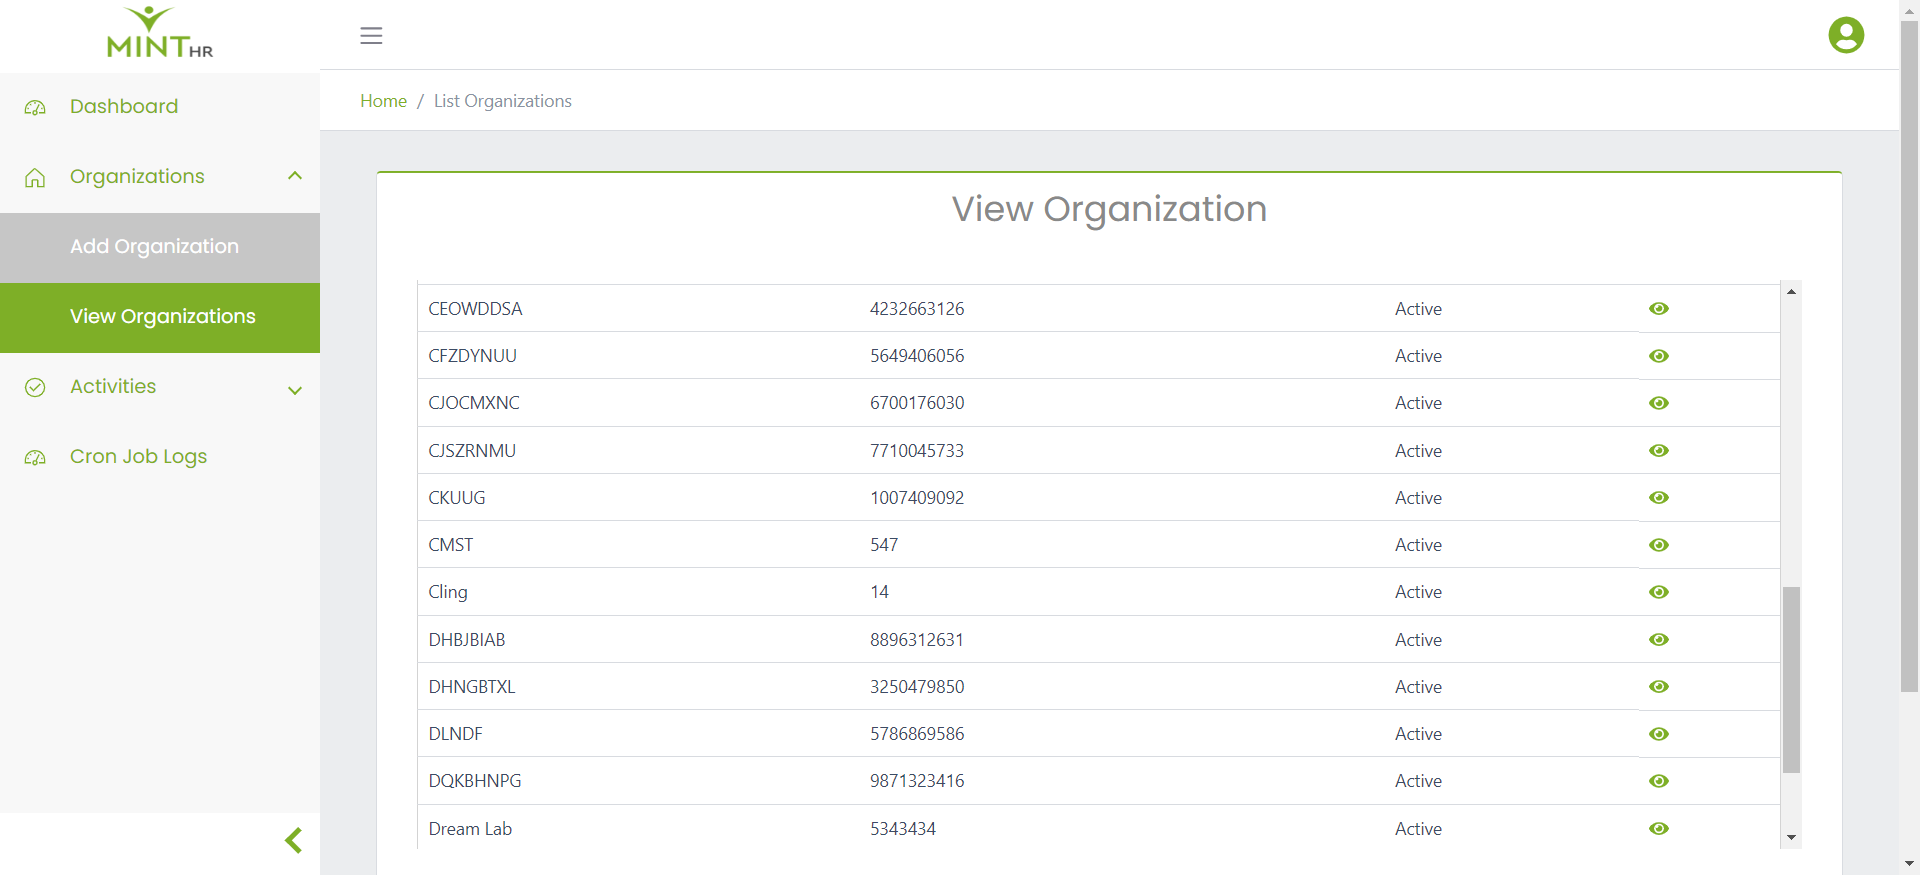 MINT HR
Dashboard
Organizations
Add Organization
View Organizations
Activities
Cron Job Logs
Home / List Organizations
View Organization
CEOWDDSA 4232663126 Active
CFZDYNUU 5649406056 Active
CJOCMXNC 6700176030 Active
CJSZRNMU 7710045733 Active
CKUUG 1007409092 Active
CMST 547 Active
Cling 14 Active
DHBJBIAB 8896312631 Active
DHNGBTXL 3250479850 Active
DLNDF 5786869586 Active
DQKBHNPG 9871323416 Active
Dream Lab 5343434 Active